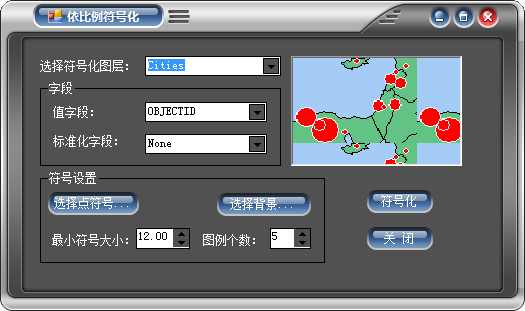 依比例符号化
选择符号化图层： Cities
字段
值字段： OBJECTID
标准化字段： None
符号设置
选择点符号... 选择背景...
最小符号大小： 12.00 图例个数： 5
符号化
关 闭